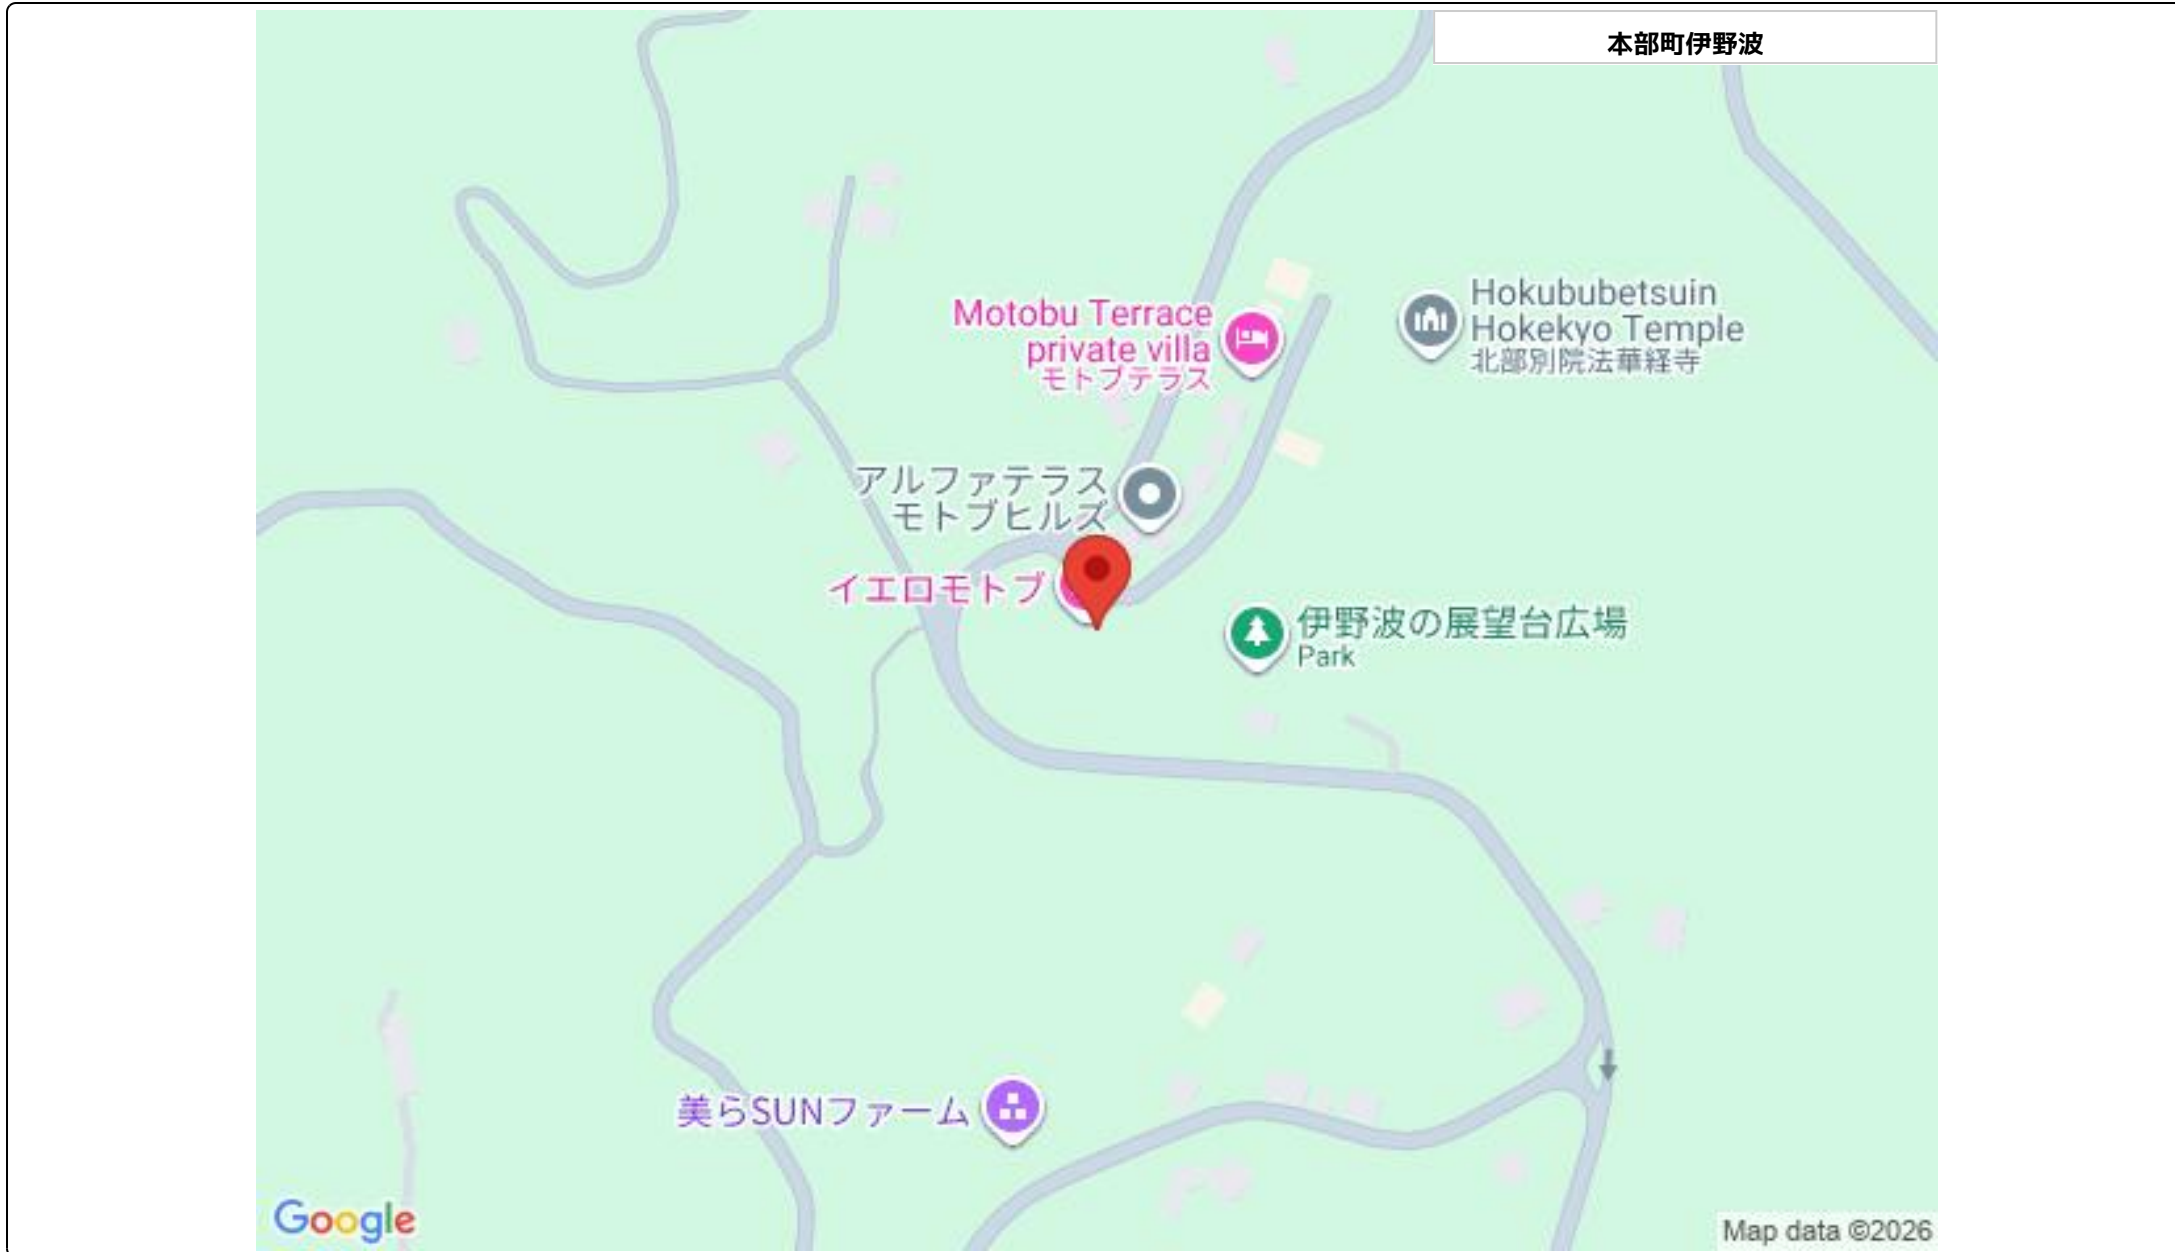 本部町伊野波
Hokububetsuin
Hokekyo Temple
北部別院法華経寺
Motobu Terrace
private villa
モトブテラス
アルファテラス
モトブヒルズ
イエロモトブ
伊野波の展望台広場
Park
美らSUNファーム
Google
Map data ©2026